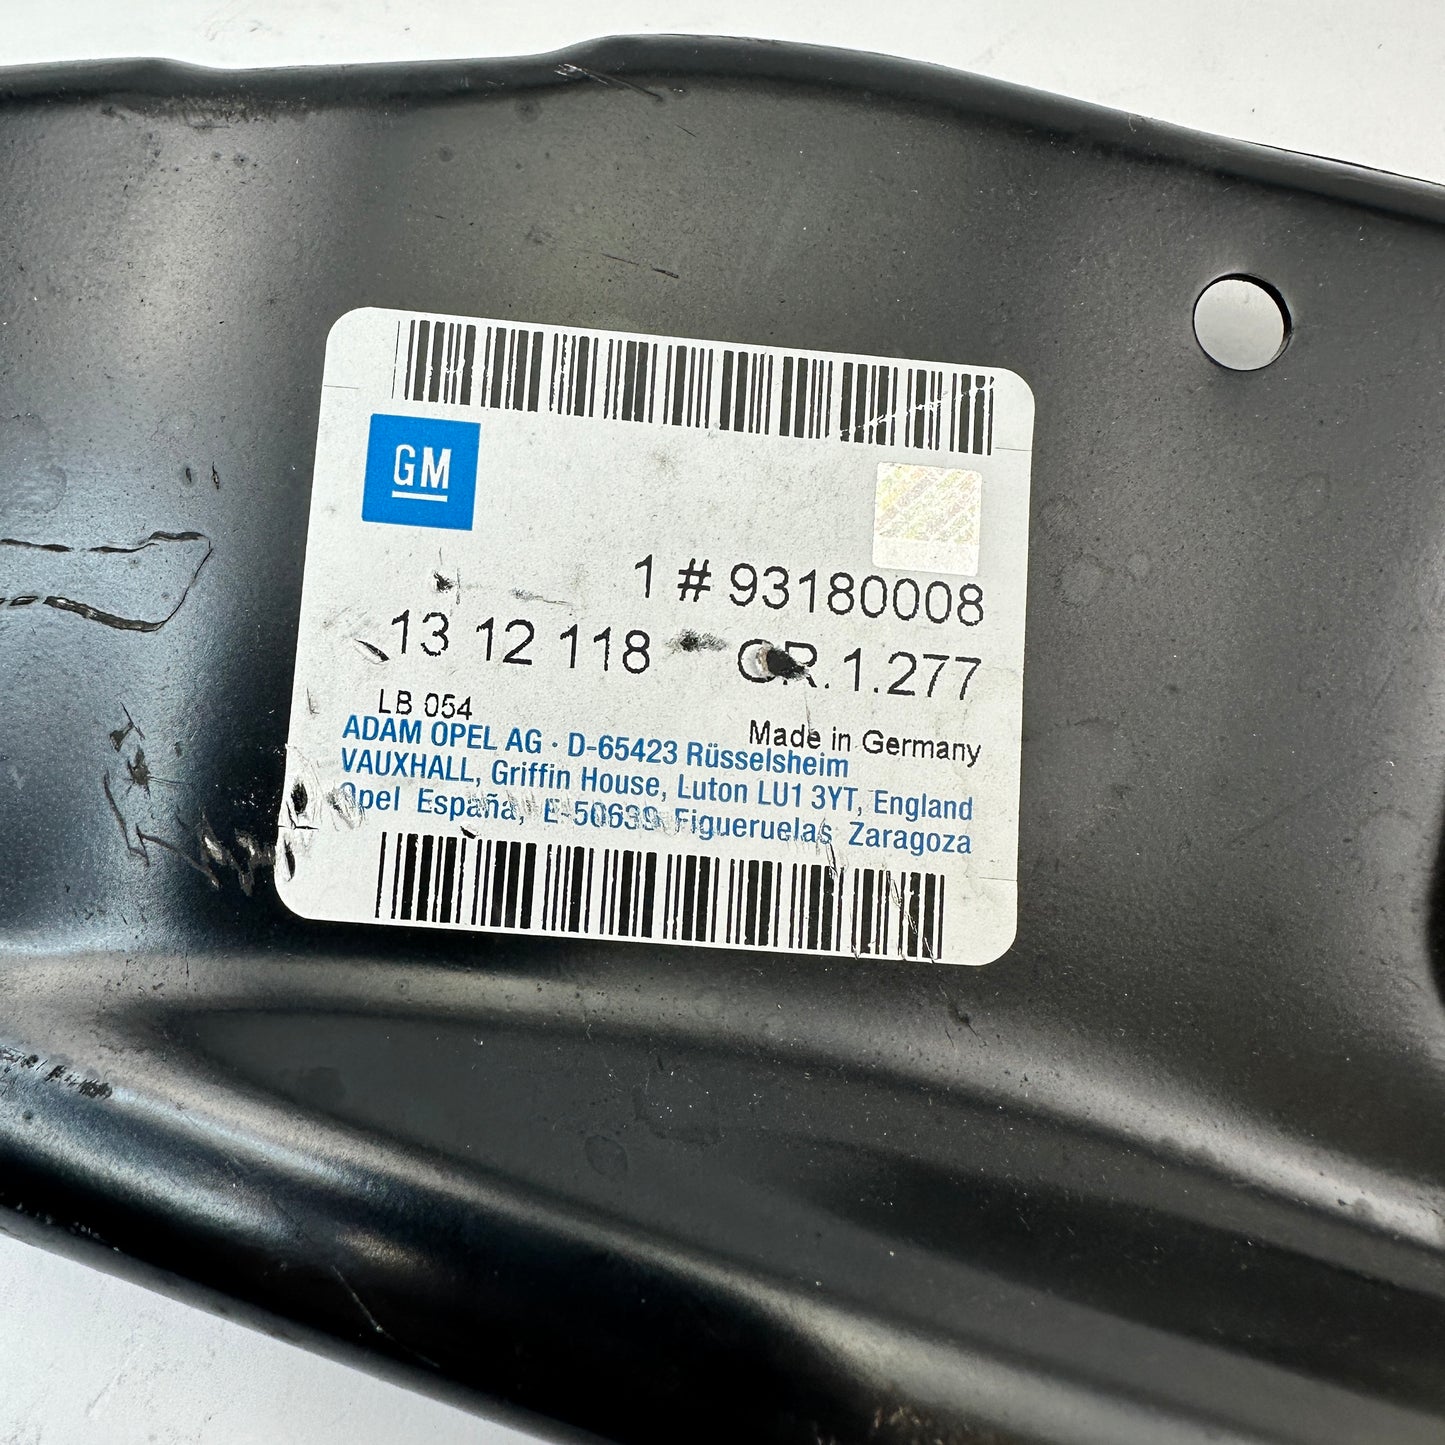 GM
1 # 93180008
13 12 118 GR. 1.277
LB 054
Made in Germany
ADAM OPEL AG · D-65423 Rüsselsheim
VAUXHALL, Griffin House, Luton LU1 3YT, England
Opel España, E-50639 Figueruelas Zaragoza